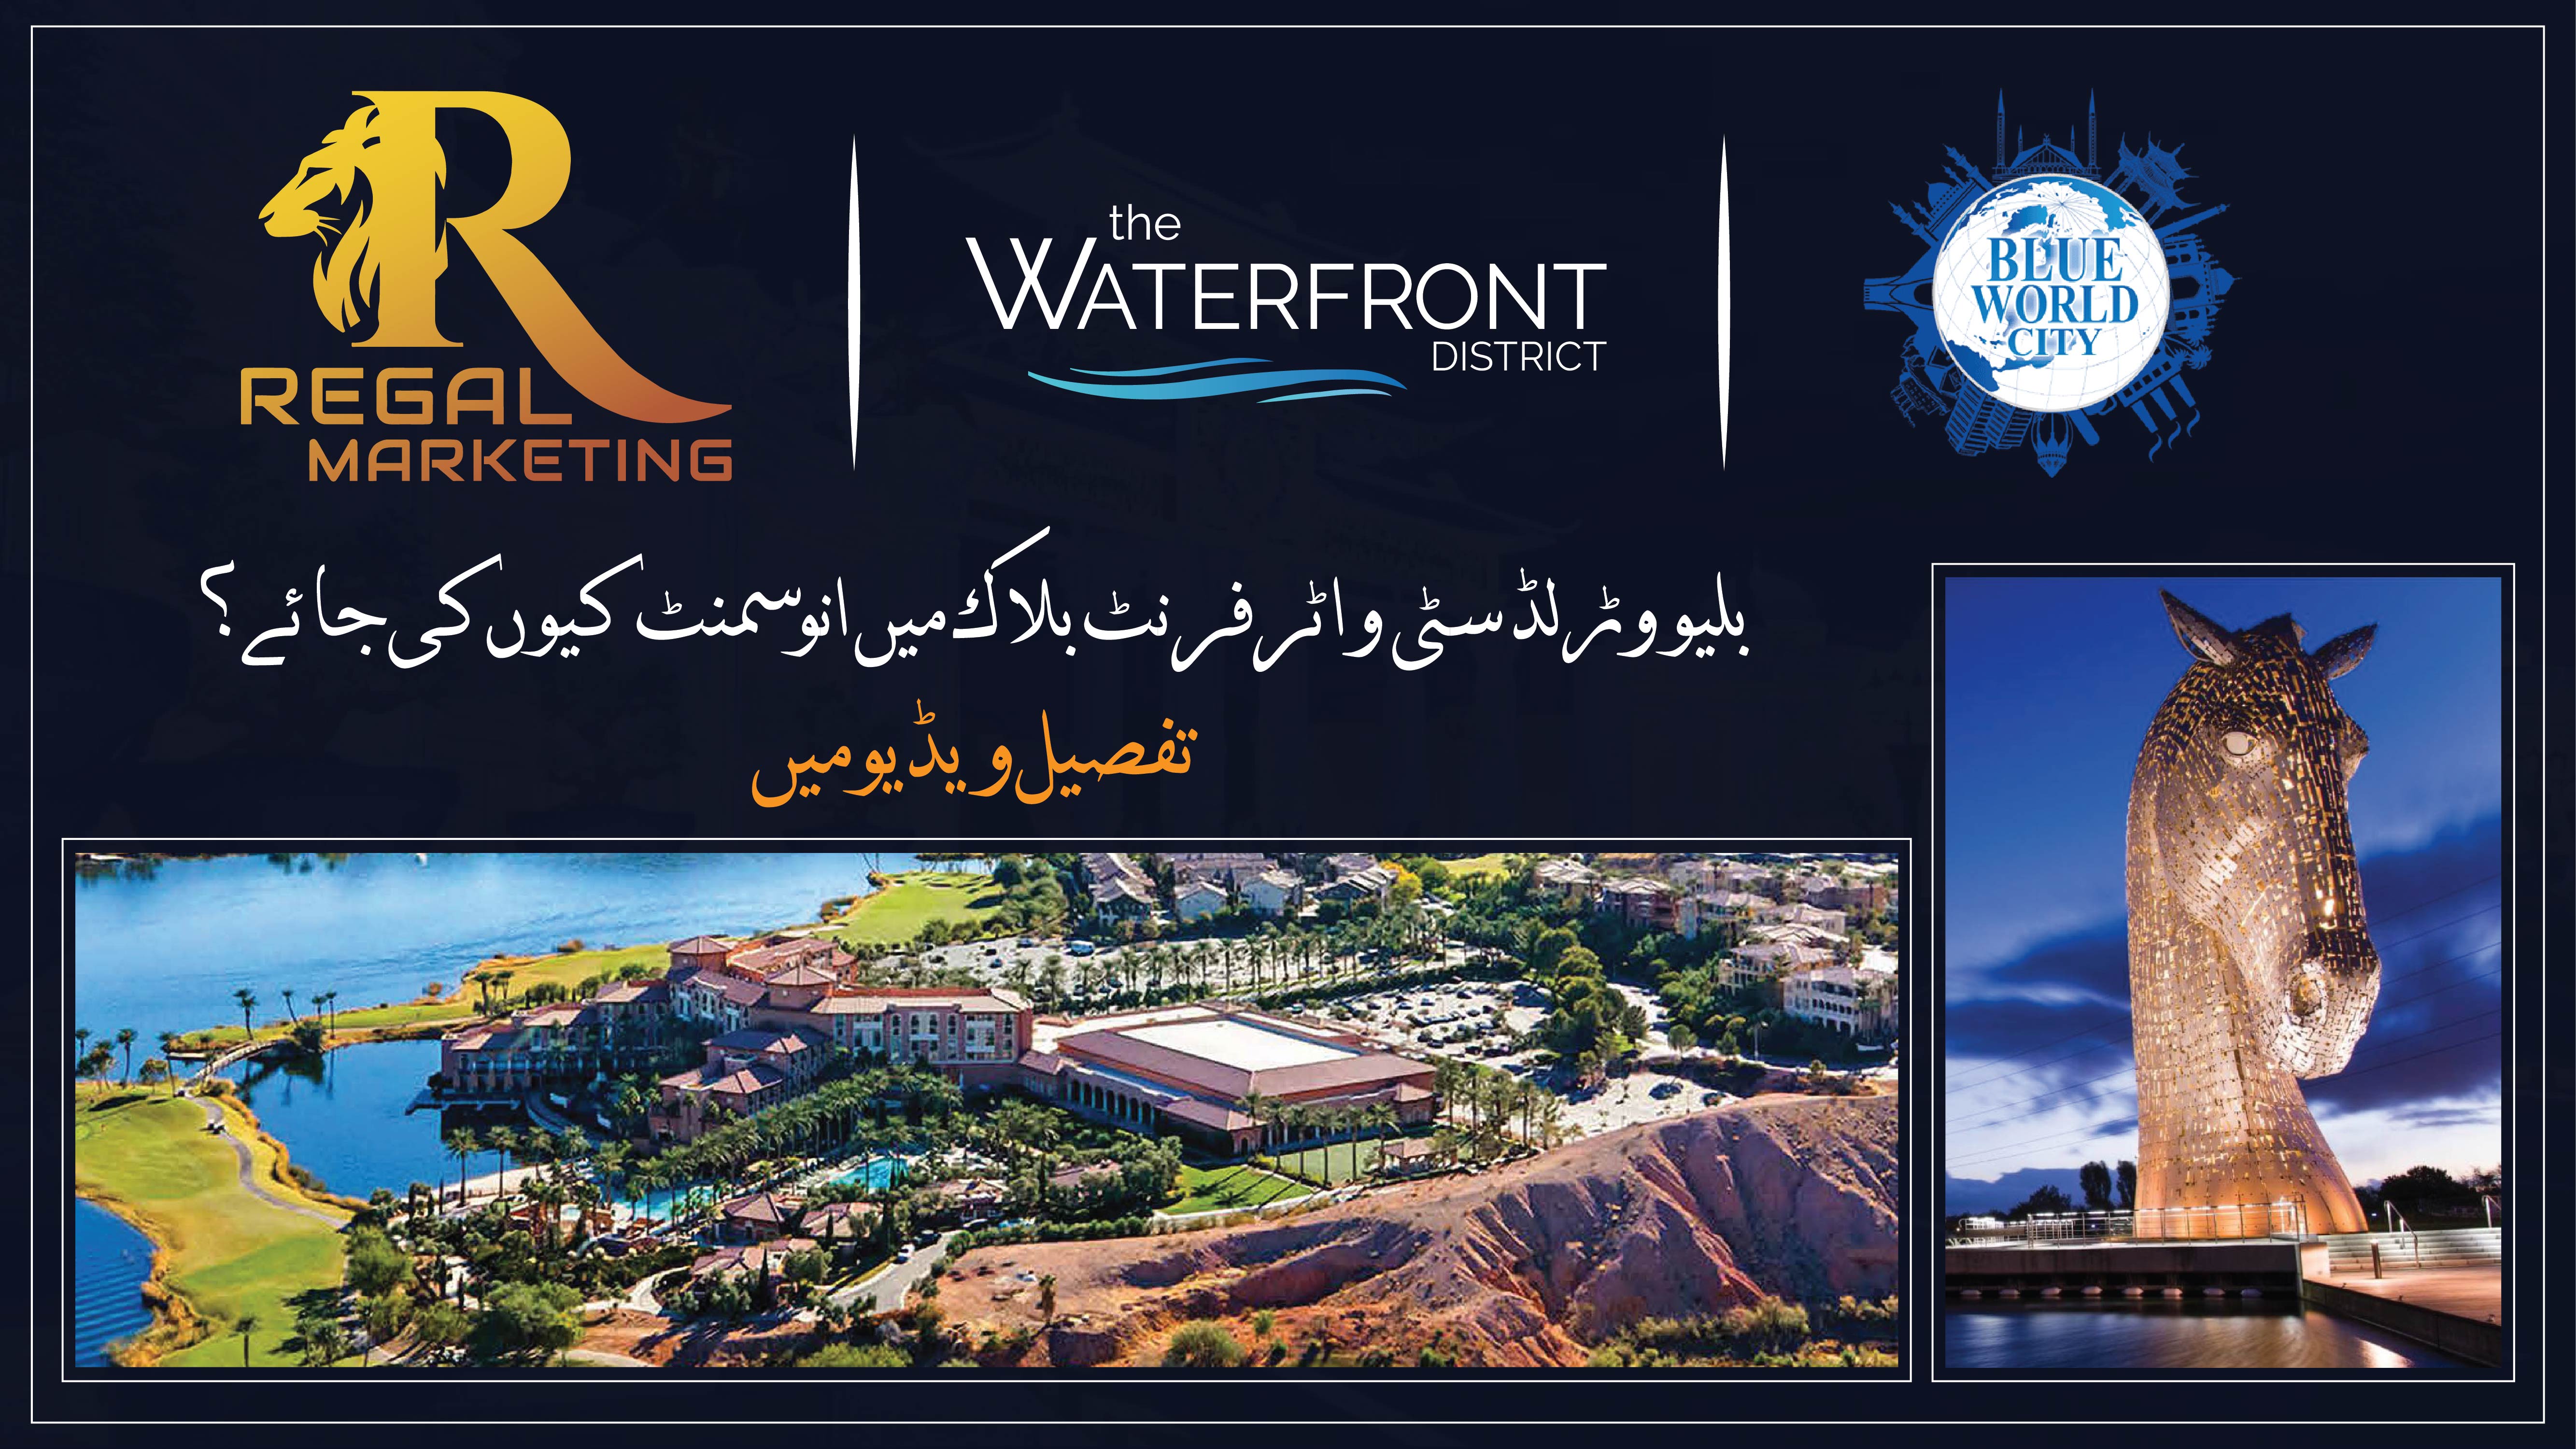 REGAL
MARKETING
the
WATERFRONT
DISTRICT
BLUE
WORLD
CITY
بلیو وڑلڈ سٹی واٹر فرنٹ بلاک میں انوسمنٹ کیوں کی جائے؟
تفصیل ویڈیو میں